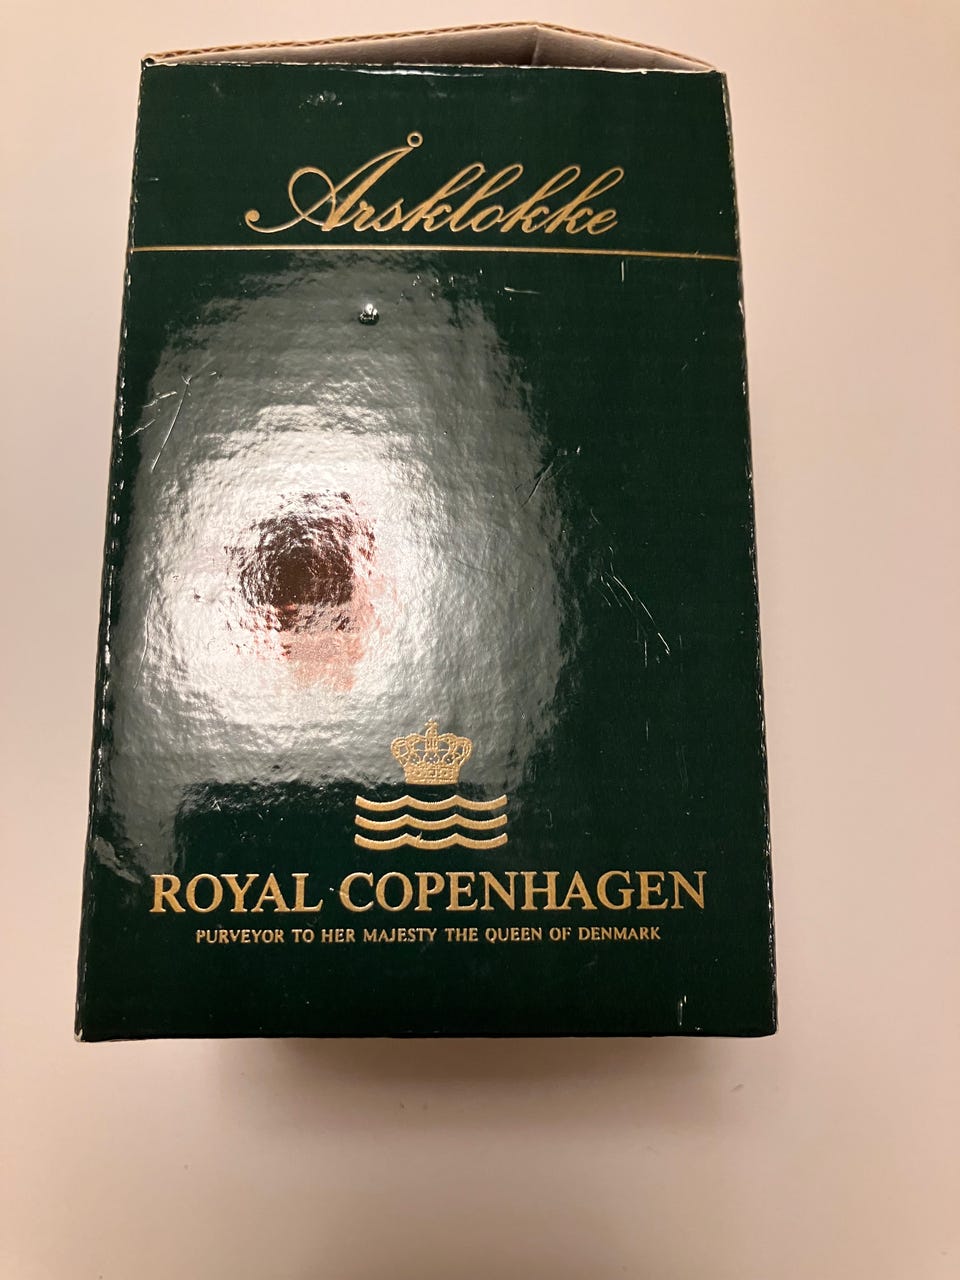 Årsklokke
ROYAL COPENHAGEN
PURVEYOR TO HER MAJESTY THE QUEEN OF DENMARK